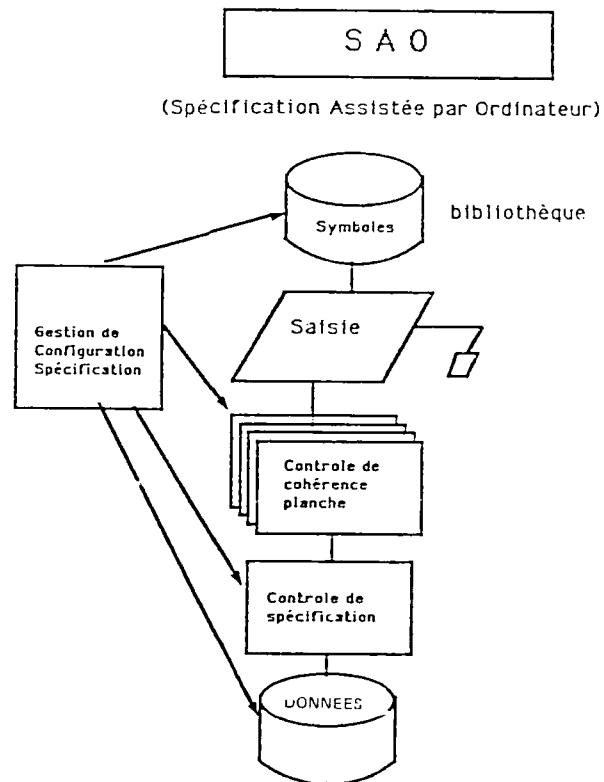 S A O
(Spécification Assistée par Ordinateur)
Symboles
bibliothèque
Saisie
Gestion de
Configuration
Spécification
Controle de
cohérence
planche
Controle de
spécification
DONNEES